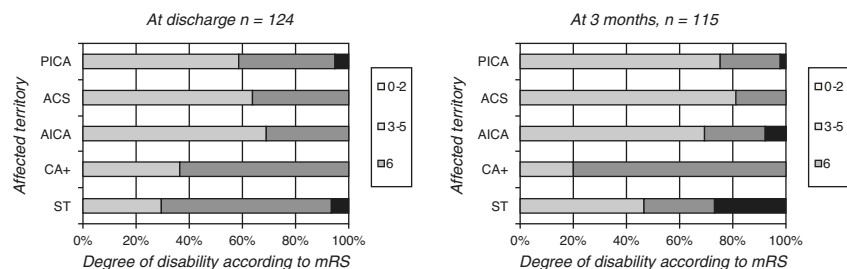 At discharge n = 124
Affected territory
PICA
ACS
AICA
CA+
ST
0% 20% 40% 60% 80% 100%
Degree of disability according to mRS
0-2
3-5
6
At 3 months, n = 115
Affected territory
PICA
ACS
AICA
CA+
ST
0% 20% 40% 60% 80% 100%
Degree of disability according to mRS
0-2
3-5
6